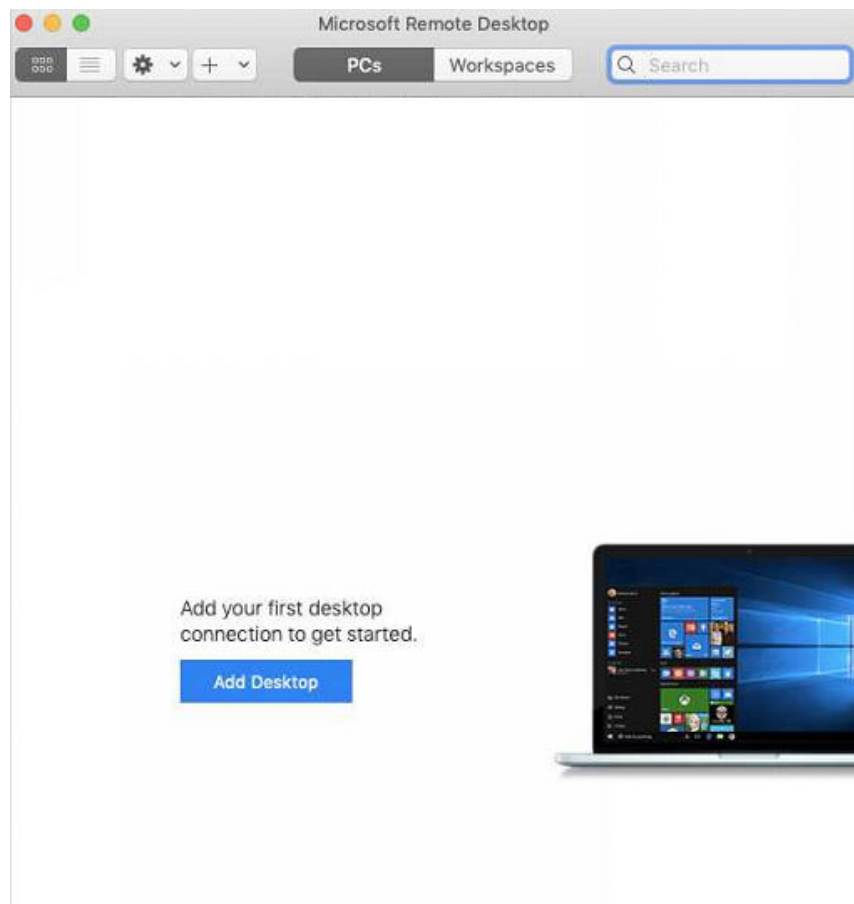 Microsoft Remote Desktop
PCs
Workspaces
Search
Add your first desktop
connection to get started.
Add Desktop